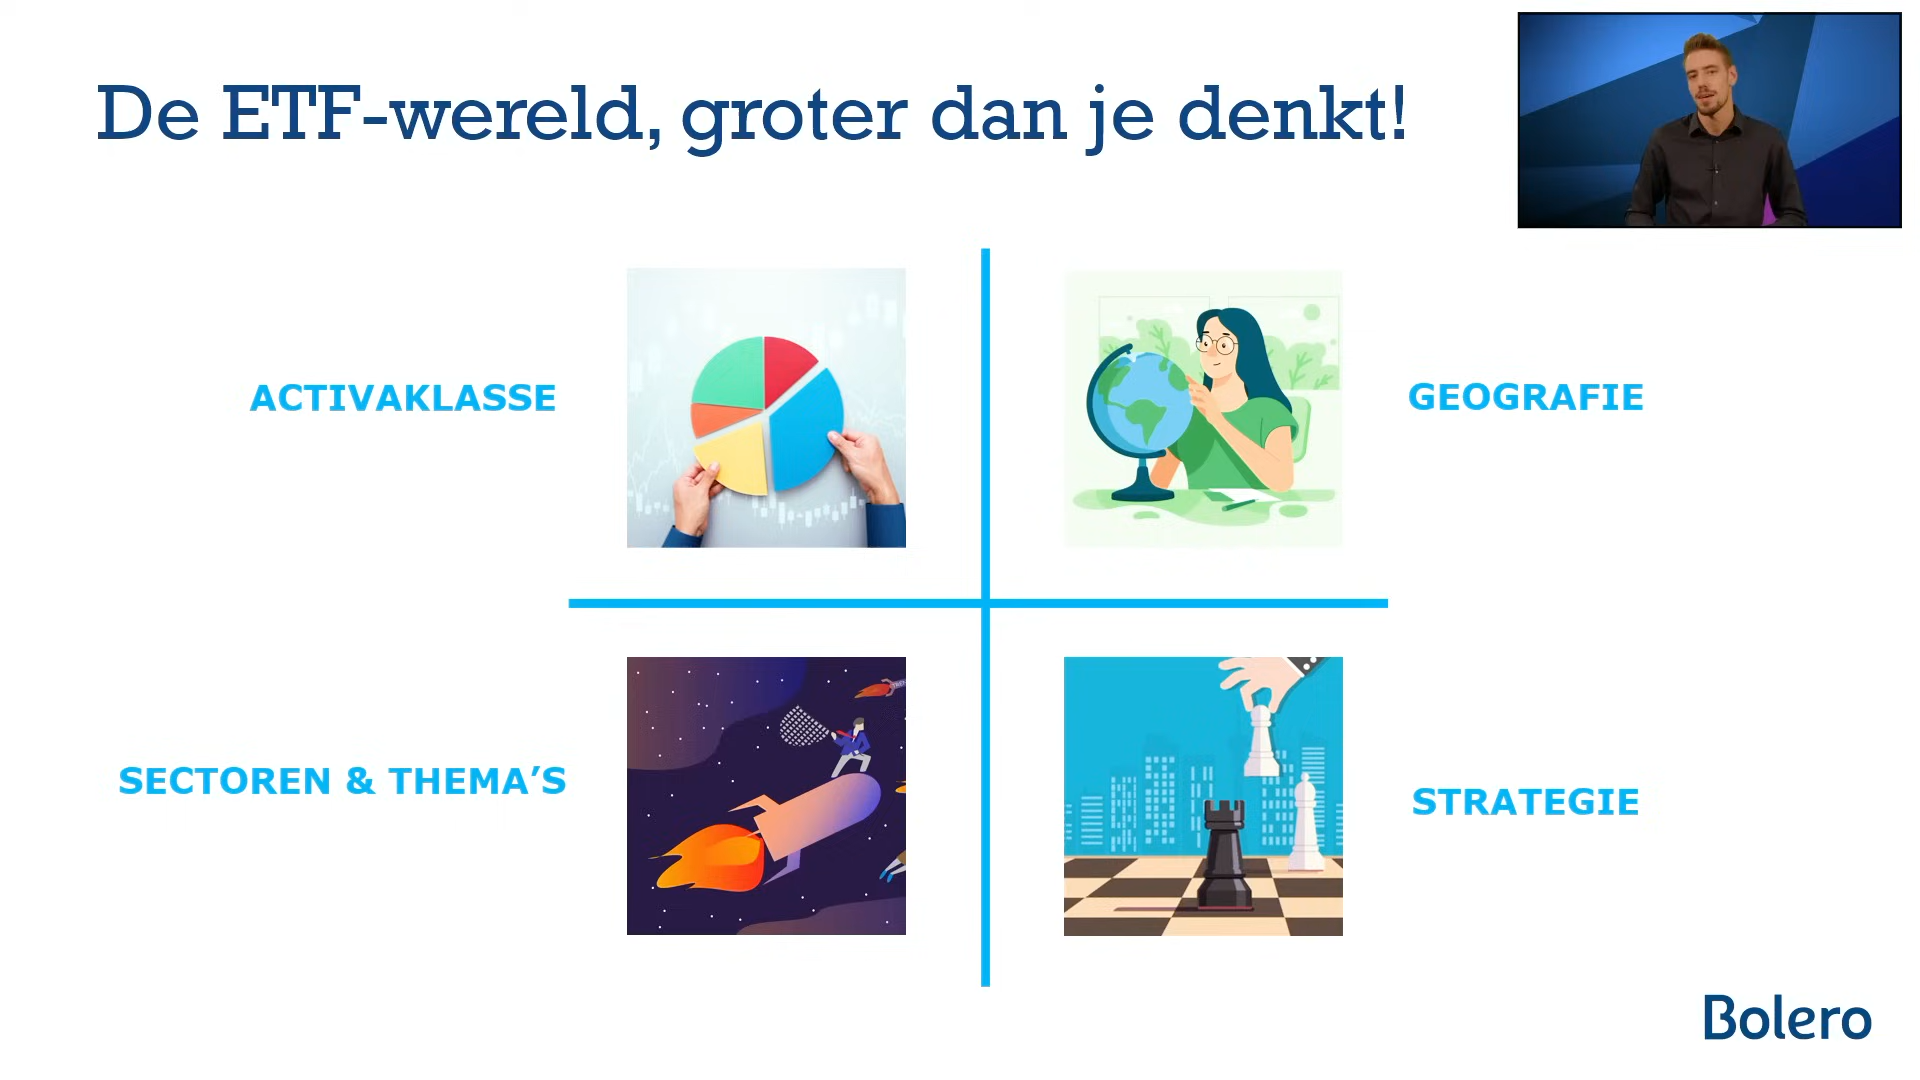 De ETF-wereld, groter dan je denkt!
ACTIVAKLASSE
GEOGRAFIE
SECTOREN & THEMA’S
STRATEGIE
Bolero